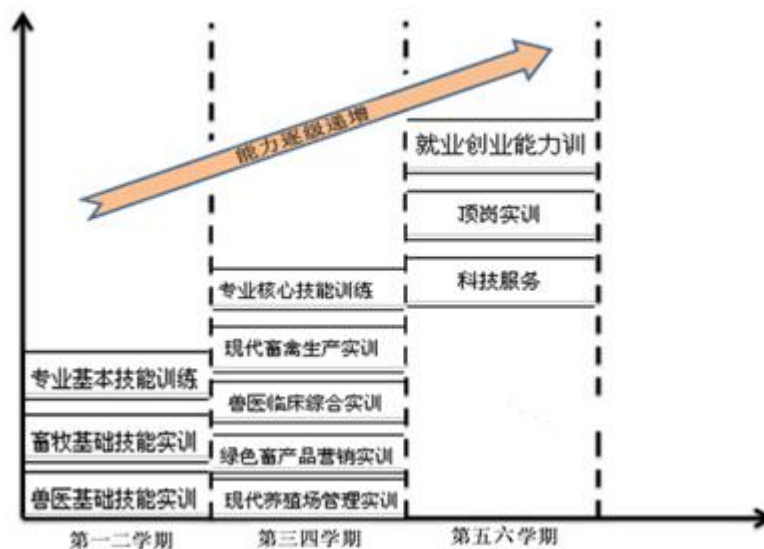 能力逐级递增
就业创业能力训
顶岗实训
科技服务
专业核心技能训练
现代畜禽生产实训
兽医临床综合实训
绿色畜产品营销实训
现代养殖场管理实训
专业基本技能训练
畜牧基础技能实训
兽医基础技能实训
第一二学期
第三四学期
第五六学期